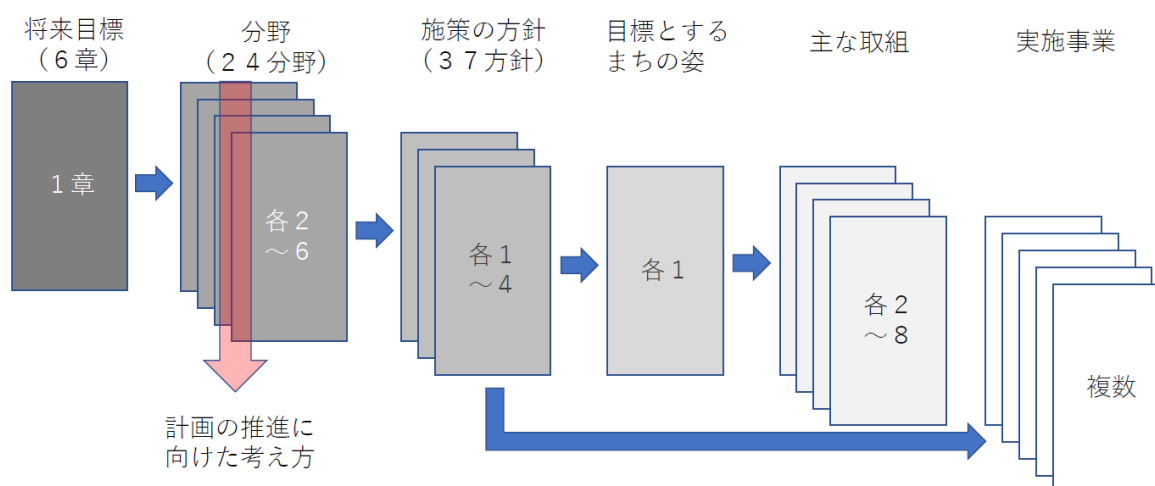 将来目標
（６章）
分野
（２４分野）
施策の方針
（３７方針）
目標とする
まちの姿
主な取組
実施事業
１章
各２
～６
各１
～４
各１
各２
～８
複数
計画の推進に
向けた考え方